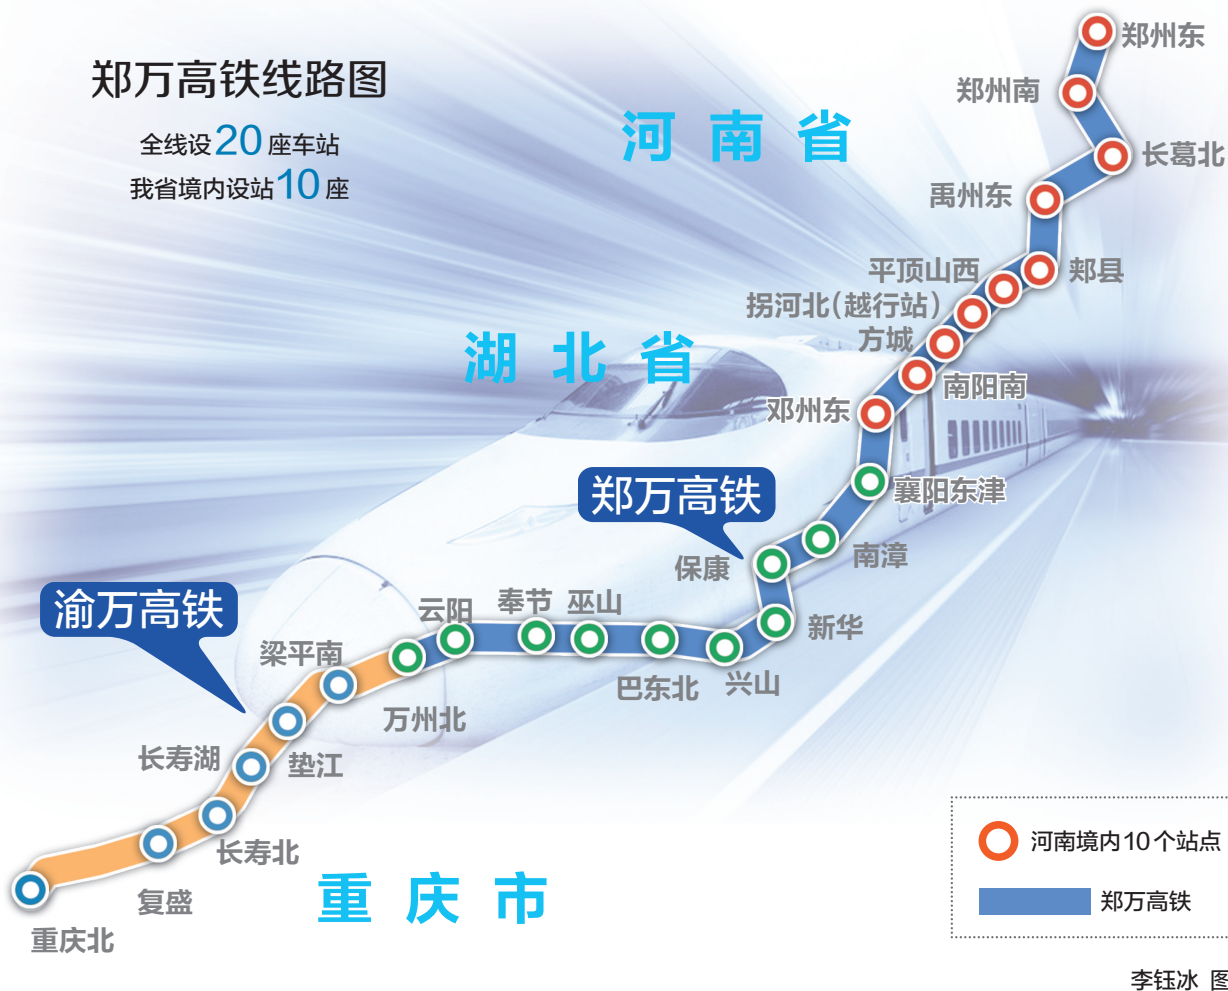 郑万高铁线路图
全线设20座车站
我省境内设站10座
河南省
湖北省
重庆市
郑州东
郑州南
长葛北
禹州东
郏县
平顶山西
拐河北(越行站)
方城
南阳南
邓州东
襄阳东津
南漳
郑万高铁
保康
新华
兴山
巴东北
巫山
奉节
云阳
万州北
渝万高铁
梁平南
垫江
长寿湖
长寿北
复盛
重庆北
河南境内10个站点
郑万高铁
李钰冰 图